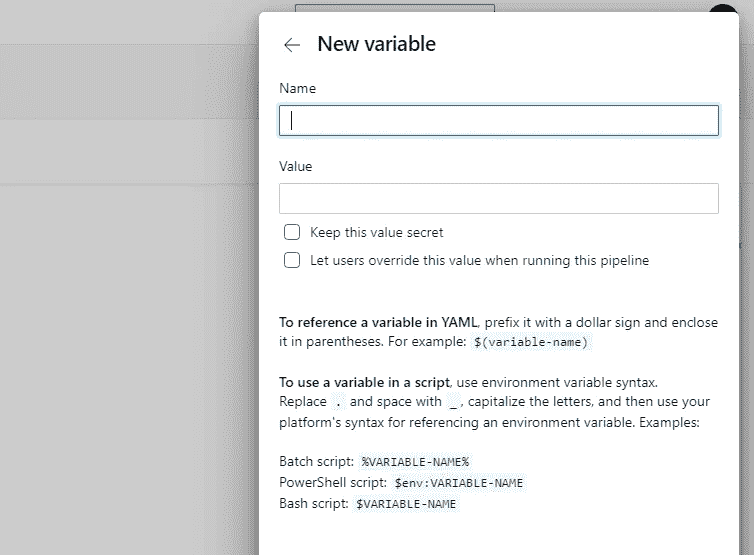 ← New variable
Name
Value
Keep this value secret
Let users override this value when running this pipeline
To reference a variable in YAML, prefix it with a dollar sign and enclose
it in parentheses. For example: $(variable-name)
To use a variable in a script, use environment variable syntax.
Replace . and space with _, capitalize the letters, and then use your
platform's syntax for referencing an environment variable. Examples:
Batch script: %VARIABLE-NAME%
PowerShell script: $env:VARIABLE-NAME
Bash script: $VARIABLE-NAME